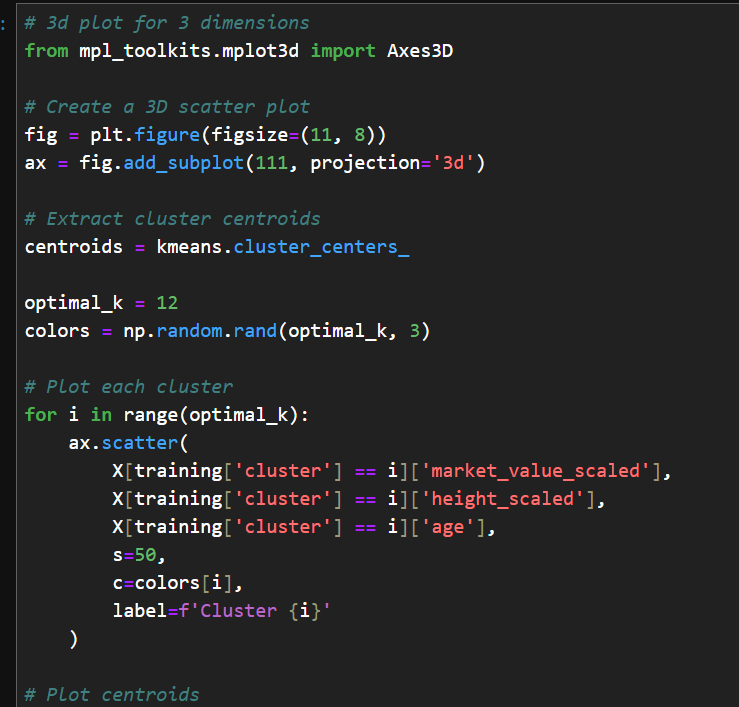 :
# 3d plot for 3 dimensions
from mpl_toolkits.mplot3d import Axes3D
# Create a 3D scatter plot
fig = plt.figure(figsize=(11, 8))
ax = fig.add_subplot(111, projection='3d')
# Extract cluster centroids
centroids = kmeans.cluster_centers_
optimal_k = 12
colors = np.random.rand(optimal_k, 3)
# Plot each cluster
for i in range(optimal_k):
    ax.scatter(
        X[training['cluster'] == i]['market_value_scaled'],
        X[training['cluster'] == i]['height_scaled'],
        X[training['cluster'] == i]['age'],
        s=50,
        c=colors[i],
        label=f'Cluster {i}'
    )
# Plot centroids